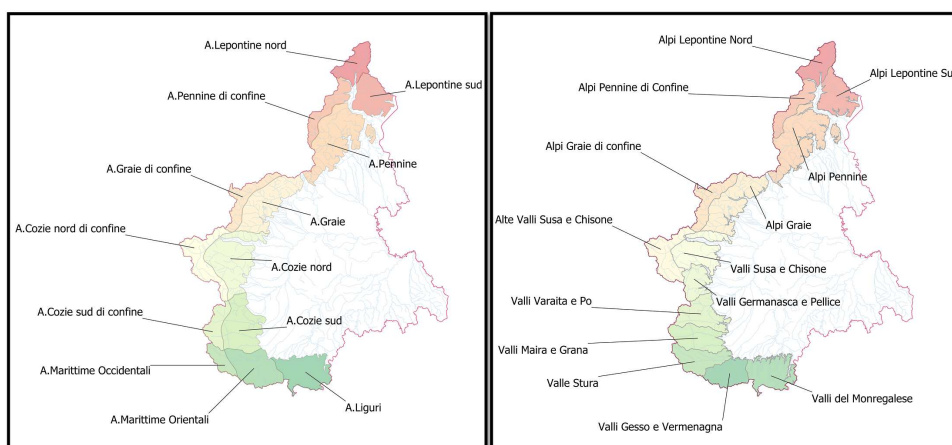 A.Lepontine nord
A.Lepontine sud
A.Pennine di confine
A.Pennine
A.Graie di confine
A.Graie
A.Cozie nord di confine
A.Cozie nord
A.Cozie sud di confine
A.Cozie sud
A.Marittime Occidentali
A.Liguri
A.Marittime Orientali
Alpi Lepontine Nord
Alpi Lepontine Su
Alpi Pennine di Confine
Alpi Pennine
Alpi Graie di confine
Alpi Graie
Alte Valli Susa e Chisone
Valli Susa e Chisone
Valli Germanasca e Pellice
Valli Varaita e Po
Valli Maira e Grana
Valle Stura
Valli del Monregalese
Valli Gesso e Vermenagna